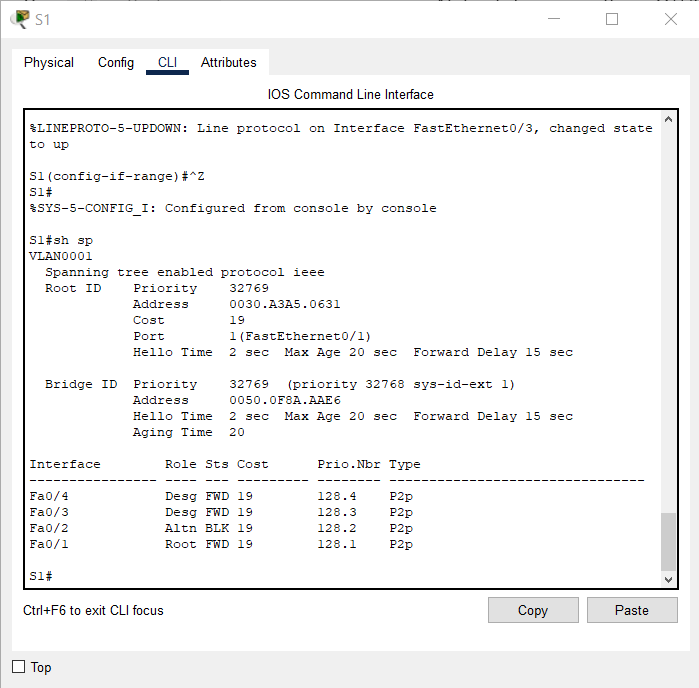 S1
Physical Config CLI Attributes
IOS Command Line Interface
%LINEPROTO-5-UPDOWN: Line protocol on Interface FastEthernet0/3, changed state
to up
S1(config-if-range)#^Z
S1#
%SYS-5-CONFIG_I: Configured from console by console
S1#sh sp
VLAN0001
  Spanning tree enabled protocol ieee
  Root ID    Priority    32769
             Address     0030.A3A5.0631
             Cost        19
             Port        1(FastEthernet0/1)
             Hello Time  2 sec  Max Age 20 sec  Forward Delay 15 sec
  Bridge ID  Priority    32769  (priority 32768 sys-id-ext 1)
             Address     0050.0F8A.AAE6
             Hello Time  2 sec  Max Age 20 sec  Forward Delay 15 sec
             Aging Time  20
Interface        Role Sts Cost      Prio.Nbr Type
---------------- ---- --- --------- -------- --------------------------------
Fa0/4            Desg FWD 19        128.4    P2p
Fa0/3            Desg FWD 19        128.3    P2p
Fa0/2            Altn BLK 19        128.2    P2p
Fa0/1            Root FWD 19        128.1    P2p
S1#
Ctrl+F6 to exit CLI focus Copy Paste
Top